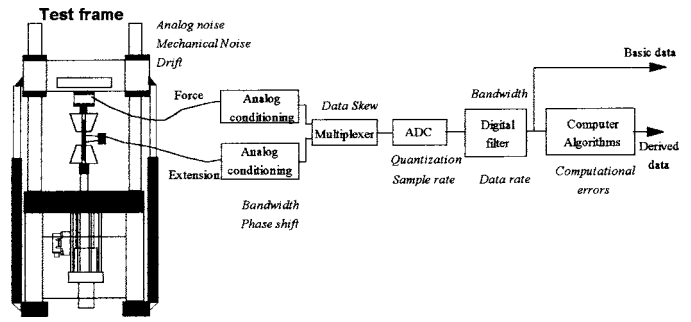 Test frame
Analog noise
Mechanical Noise
Drift
Force
Analog
conditioning
Extension
Analog
conditioning
Bandwidth
Phase shift
Data Skew
Multiplexer
ADC
Quantization
Sample rate
Bandwidth
Digital
filter
Data rate
Computer
Algorithms
Computational
errors
Basic data
Derived
data